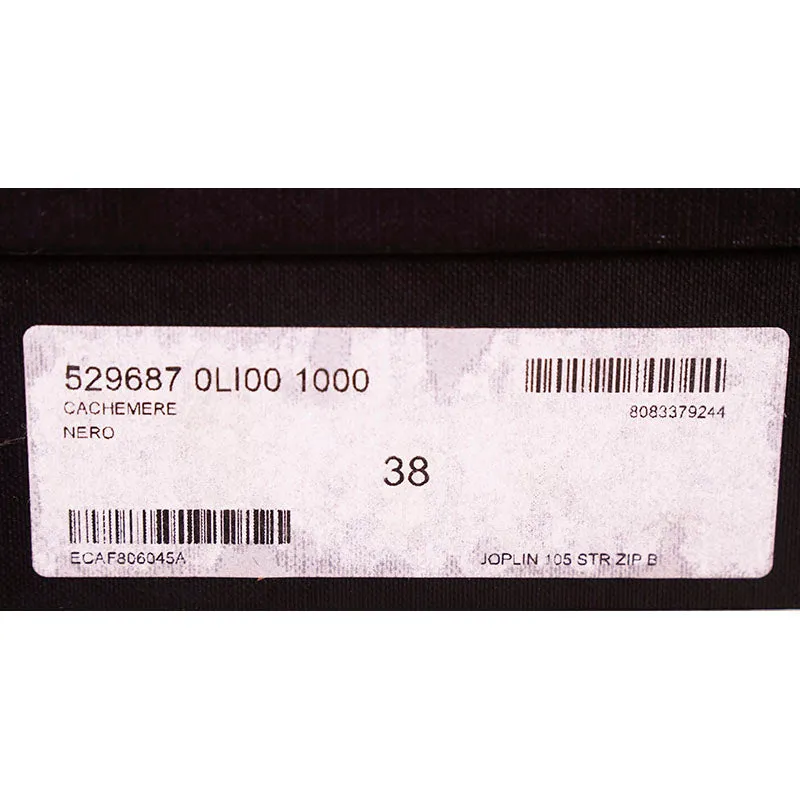 529687 0LI00 1000
8083379244
CACHEMERE
NERO
38
ECAF806045A
JOPLIN 105 STR ZIP B